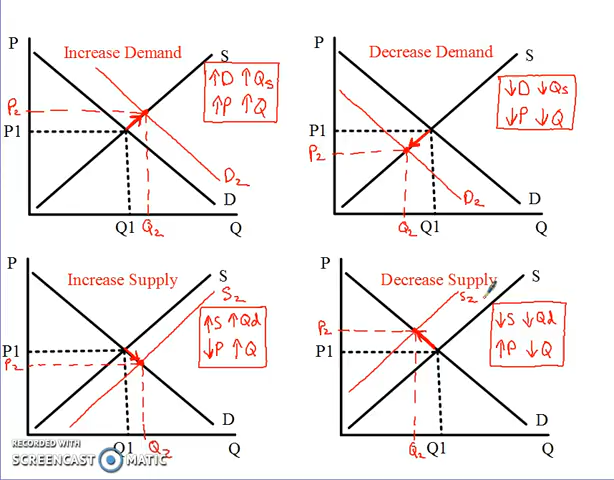 P
Increase Demand
S
↑D ↑Qs
↑P ↑Q
P2
P1
D2
D
Q1
Q2
Q
P
Decrease Demand
S
↓D ↓Qs
↓P ↓Q
P1
P2
D2
D
Q2
Q1
Q
P
Increase Supply
S
S2
↑S ↑Qd
↓P ↑Q
P1
P2
D
Q1
Q2
Q
RECORDED WITH
SCREENCAST MATIC
P
Decrease Supply
S
S2
↓S ↓Qd
↑P ↓Q
P2
P1
D
Q2
Q1
Q